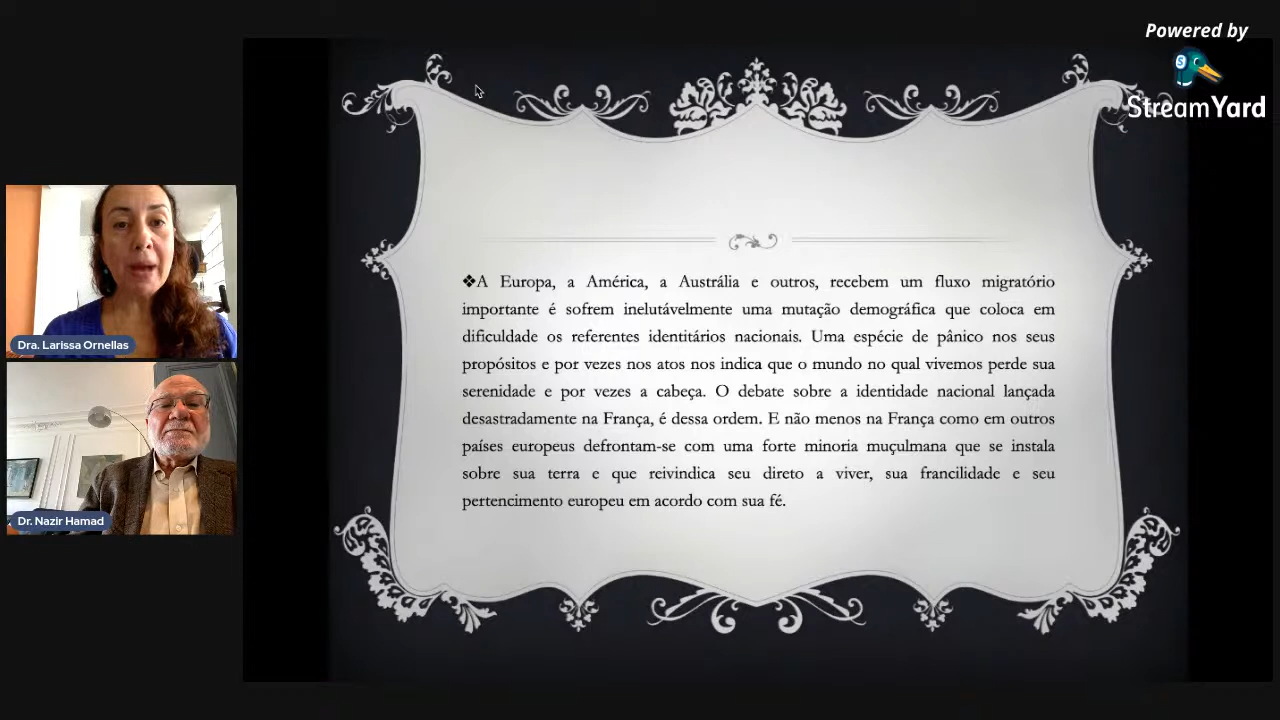 Powered by
StreamYard
❖A Europa, a América, a Austrália e outros, recebem um fluxo migratório
importante é sofrem inelutávelmente uma mutação demográfica que coloca em
dificuldade os referentes identitários nacionais. Uma espécie de pânico nos seus
propósitos e por vezes nos atos nos indica que o mundo no qual vivemos perde sua
serenidade e por vezes a cabeça. O debate sobre a identidade nacional lançada
desastradamente na França, é dessa ordem. E não menos na França como em outros
países europeus defrontam-se com uma forte minoria muçulmana que se instala
sobre sua terra e que reivindica seu direto a viver, sua francilidade e seu
pertencimento europeu em acordo com sua fé.
Dra. Larissa Ornellas
Dr. Nazir Hamad